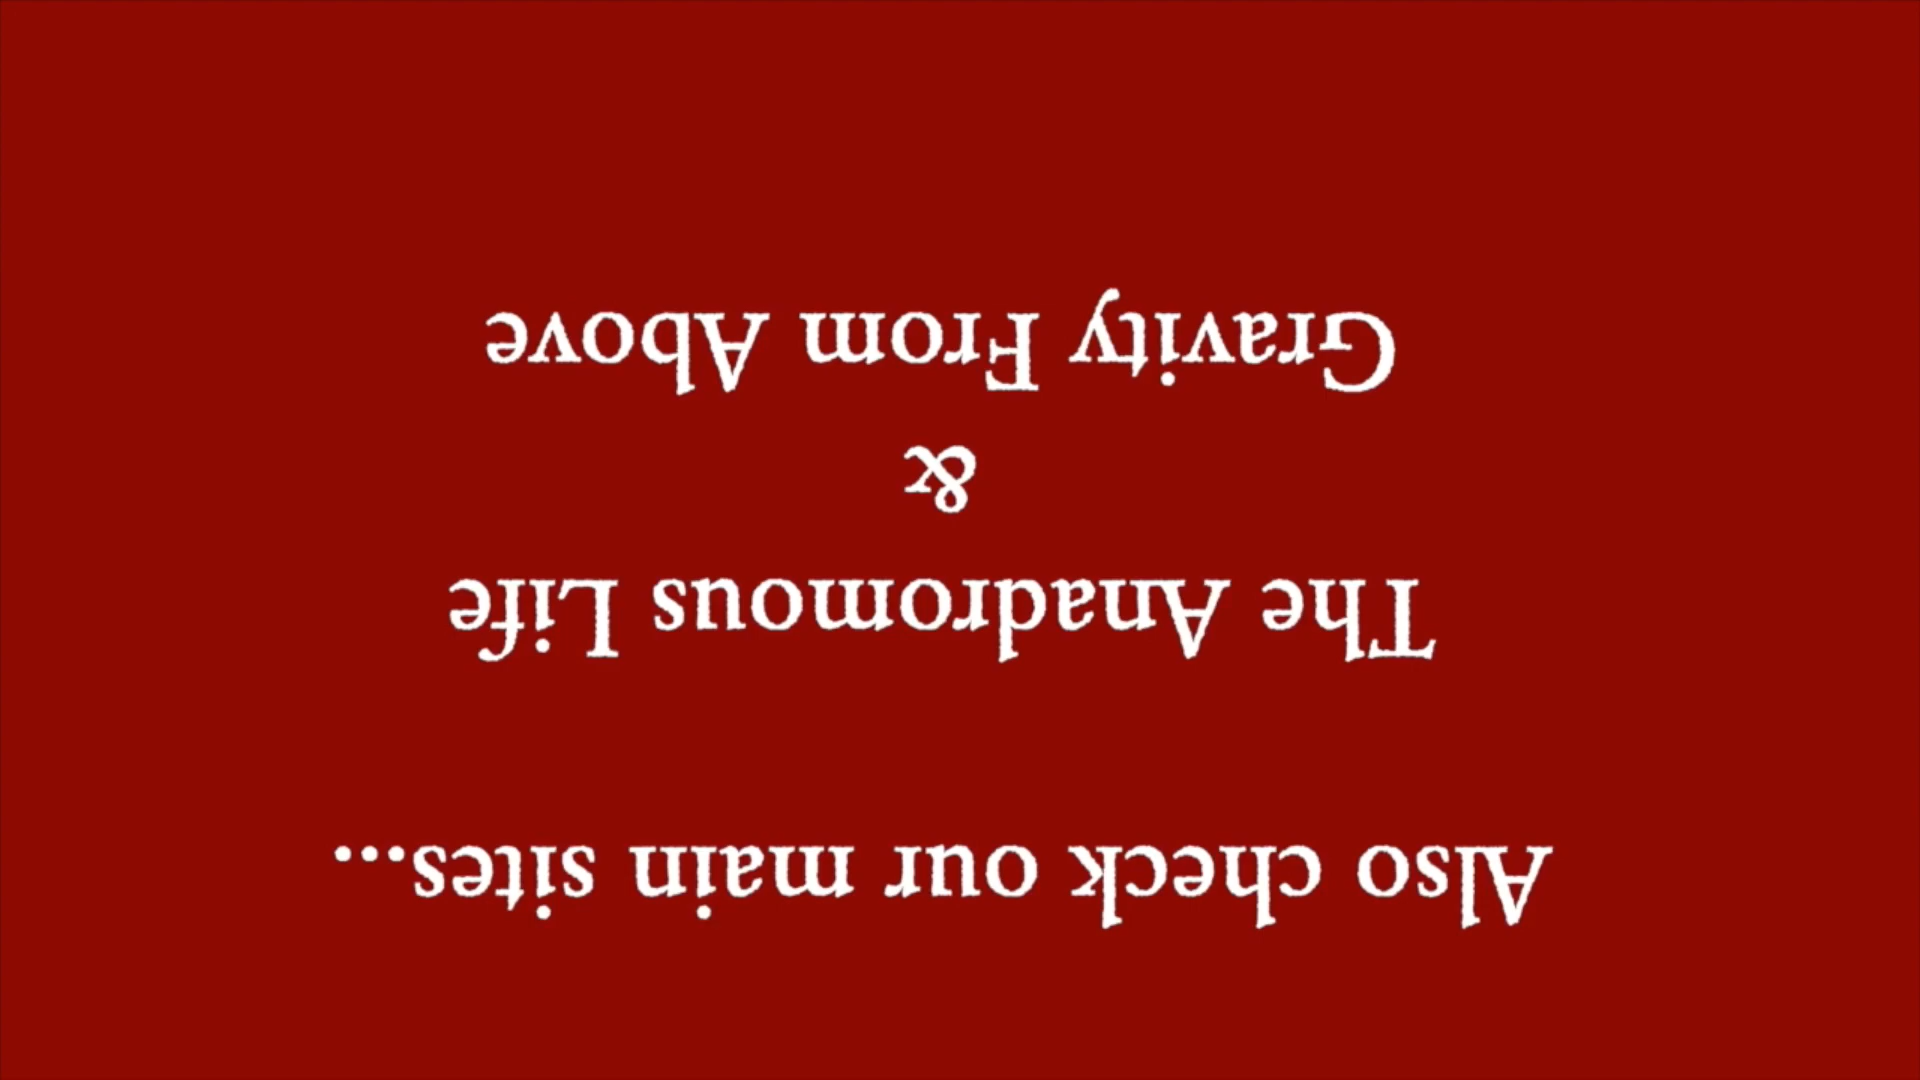 Also check our main sites...
The Anadromous Life
&
Gravity From Above